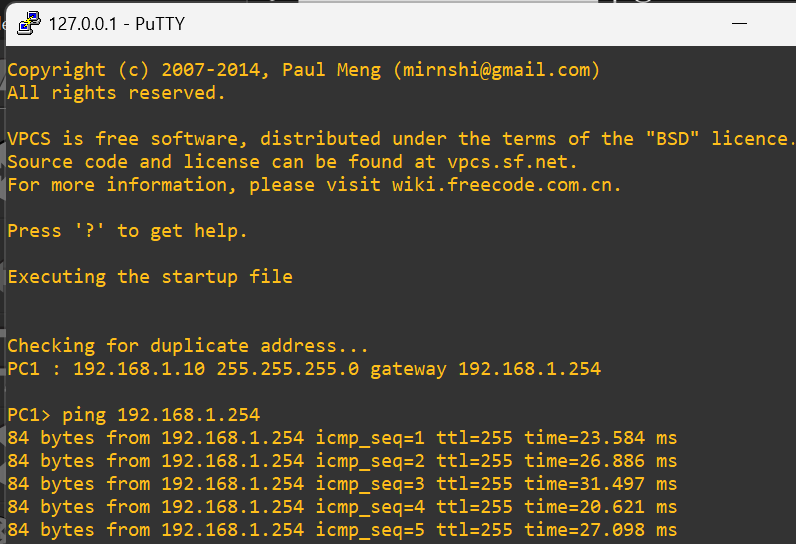 127.0.0.1 - PuTTY
Copyright (c) 2007-2014, Paul Meng (mirnshi@gmail.com)
All rights reserved.
VPCS is free software, distributed under the terms of the "BSD" licence.
Source code and license can be found at vpcs.sf.net.
For more information, please visit wiki.freecode.com.cn.
Press '?' to get help.
Executing the startup file
Checking for duplicate address...
PC1 : 192.168.1.10 255.255.255.0 gateway 192.168.1.254
PC1> ping 192.168.1.254
84 bytes from 192.168.1.254 icmp_seq=1 ttl=255 time=23.584 ms
84 bytes from 192.168.1.254 icmp_seq=2 ttl=255 time=26.886 ms
84 bytes from 192.168.1.254 icmp_seq=3 ttl=255 time=31.497 ms
84 bytes from 192.168.1.254 icmp_seq=4 ttl=255 time=20.621 ms
84 bytes from 192.168.1.254 icmp_seq=5 ttl=255 time=27.098 ms